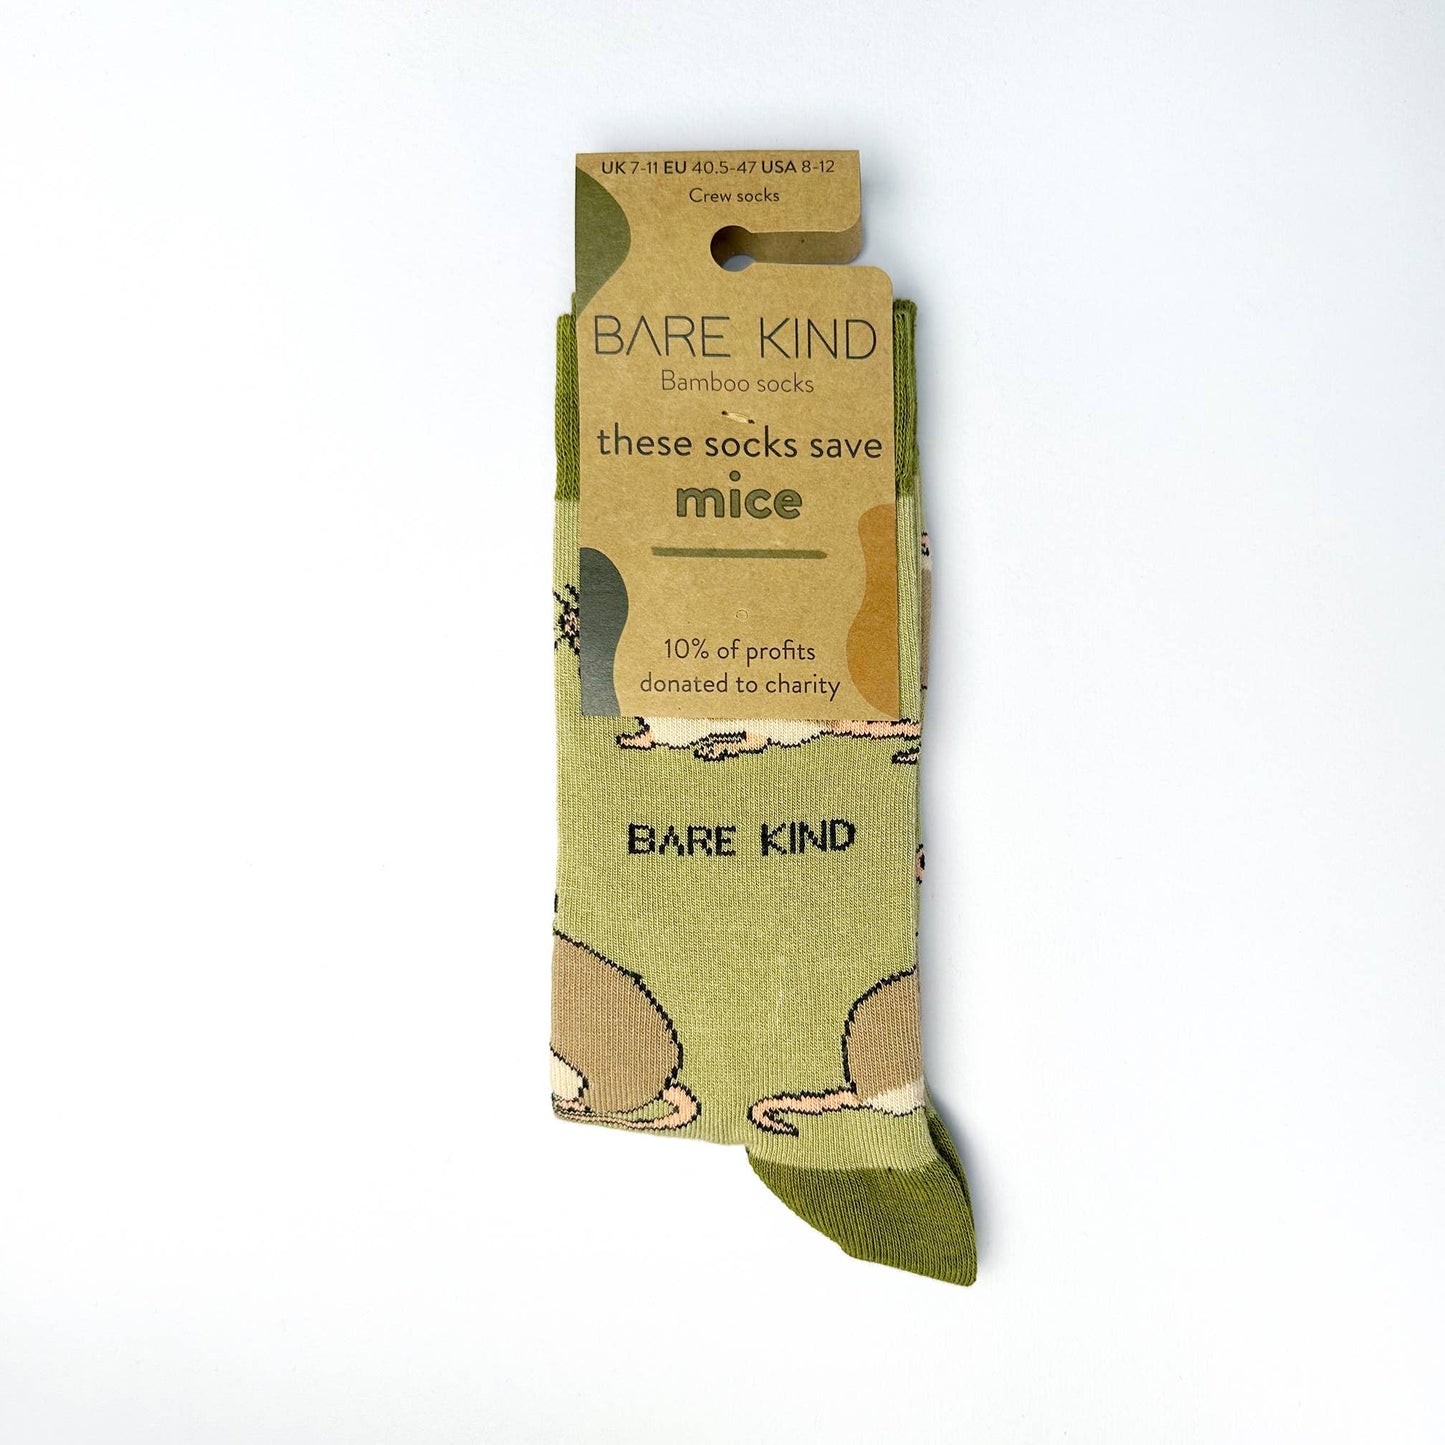 UK 7-11 EU 40.5-47 USA 8-12
Crew socks
BARE KIND
Bamboo socks
these socks save
mice
10% of profits
donated to charity
BARE KIND